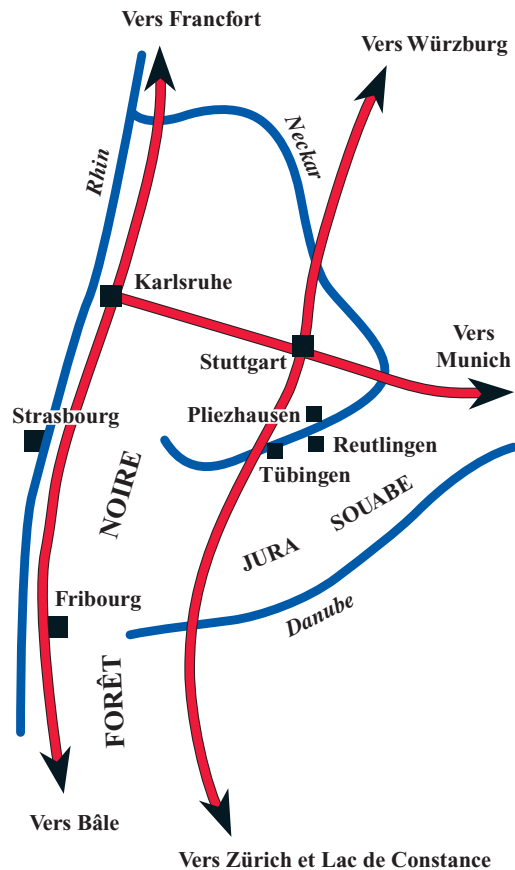 Vers Francfort
Vers Würzburg
Rhin
Neckar
Karlsruhe
Vers
Munich
Stuttgart
Strasbourg
Pliezhausen
Reutlingen
Tübingen
NOIRE
JURA SOUABE
Fribourg
Danube
FORÊT
Vers Bâle
Vers Zürich et Lac de Constance